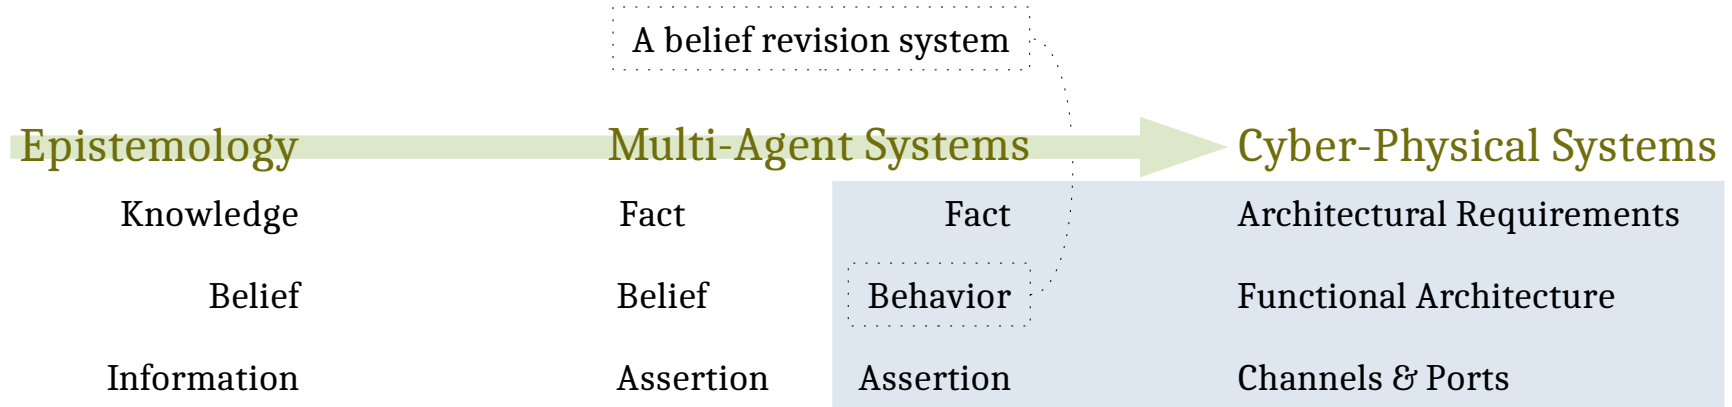 A belief revision system
Epistemology Multi-Agent Systems Cyber-Physical Systems
Knowledge Fact Fact Architectural Requirements
Belief Belief Behavior Functional Architecture
Information Assertion Assertion Channels & Ports